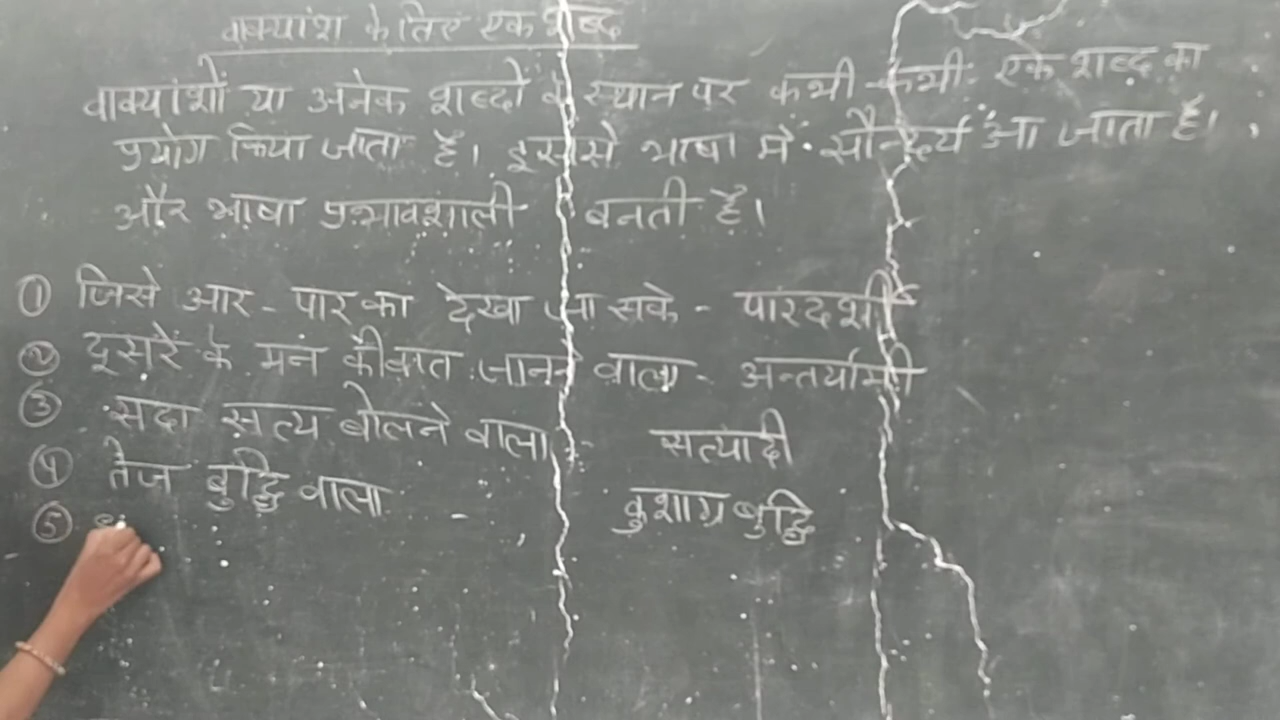 वाक्यांश के लिए एक शब्द
वाक्यांशों या अनेक शब्दों के स्थान पर कभी-कभी एक शब्द का
प्रयोग किया जाता है। इससे भाषा में सौन्दर्य आ जाता है।
और भाषा प्रभावशाली बनती है।
① जिसे आर-पार का देखा जा सके - पारदर्शी
② दूसरें के मन की बात जानने वाला - अन्तर्यामी
③ सदा सत्य बोलने वाला - सत्यादी
④ तेज बुद्धि वाला - कुशाग्र बुद्धि
⑤